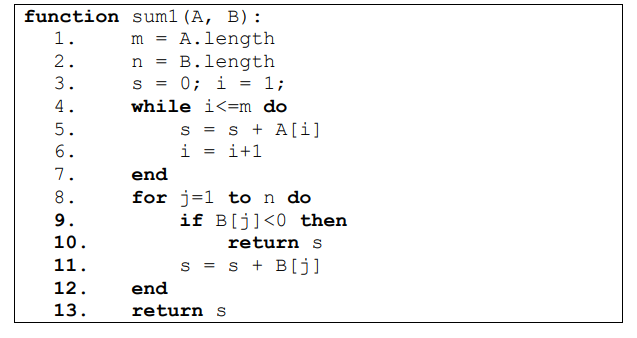 function sum1(A, B):
1. m = A.length
2. n = B.length
3. s = 0; i = 1;
4. while i<=m do
5. s = s + A[i]
6. i = i+1
7. end
8. for j=1 to n do
9. if B[j]<0 then
10. return s
11. s = s + B[j]
12. end
13. return s